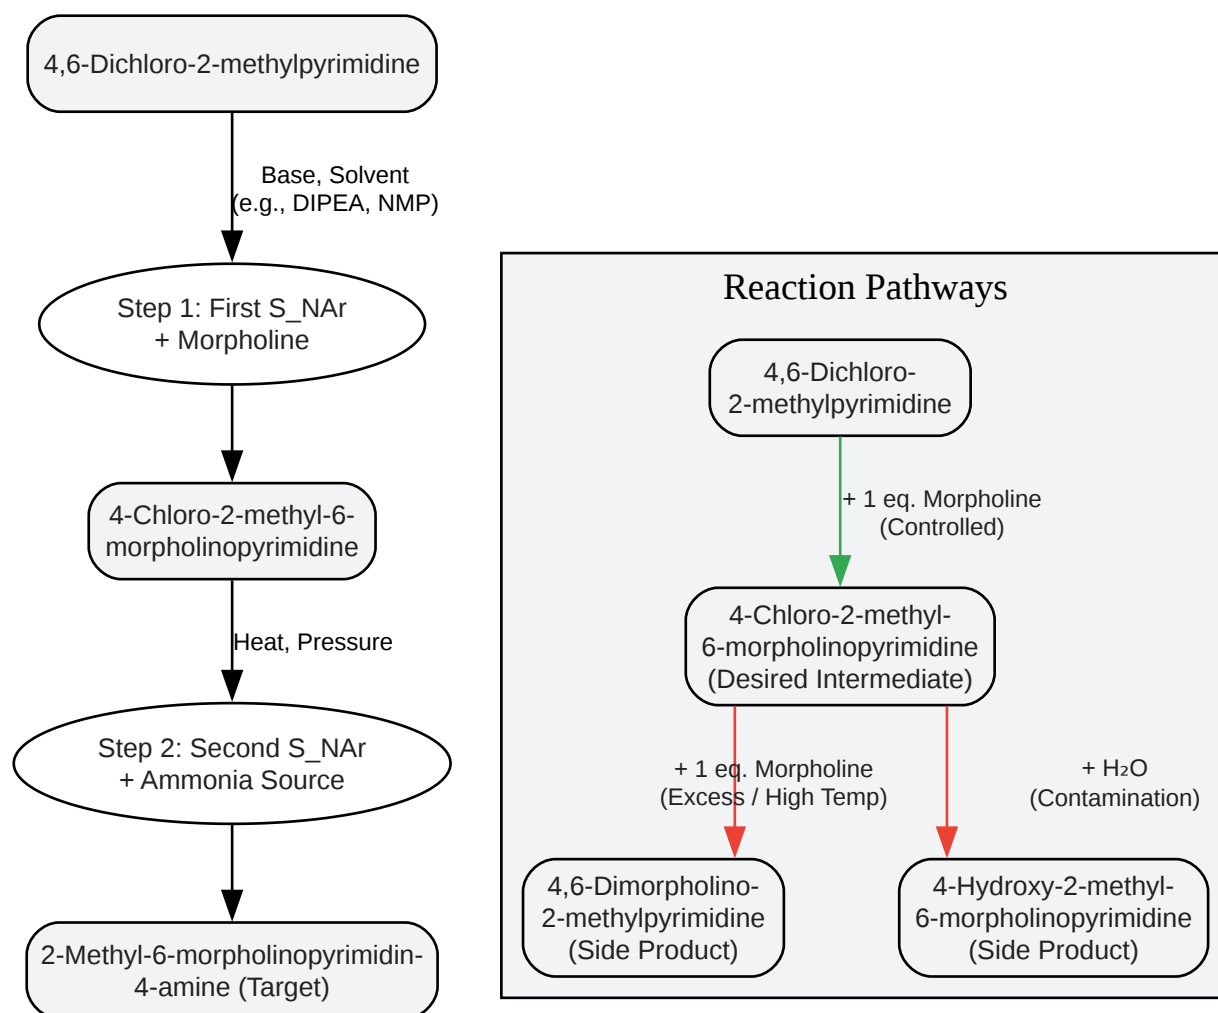 4,6-Dichloro-2-methylpyrimidine
Base, Solvent
(e.g., DIPEA, NMP)
Step 1: First S_NAr
+ Morpholine
4-Chloro-2-methyl-6-
morpholinopyrimidine
Heat, Pressure
Step 2: Second S_NAr
+ Ammonia Source
2-Methyl-6-morpholinopyrimidin-
4-amine (Target)
Reaction Pathways
4,6-Dichloro-
2-methylpyrimidine
+ 1 eq. Morpholine
(Controlled)
4-Chloro-2-methyl-
6-morpholinopyrimidine
(Desired Intermediate)
+ 1 eq. Morpholine
(Excess / High Temp)
+ H₂O
(Contamination)
4,6-Dimorpholino-
2-methylpyrimidine
(Side Product)
4-Hydroxy-2-methyl-
6-morpholinopyrimidine
(Side Product)